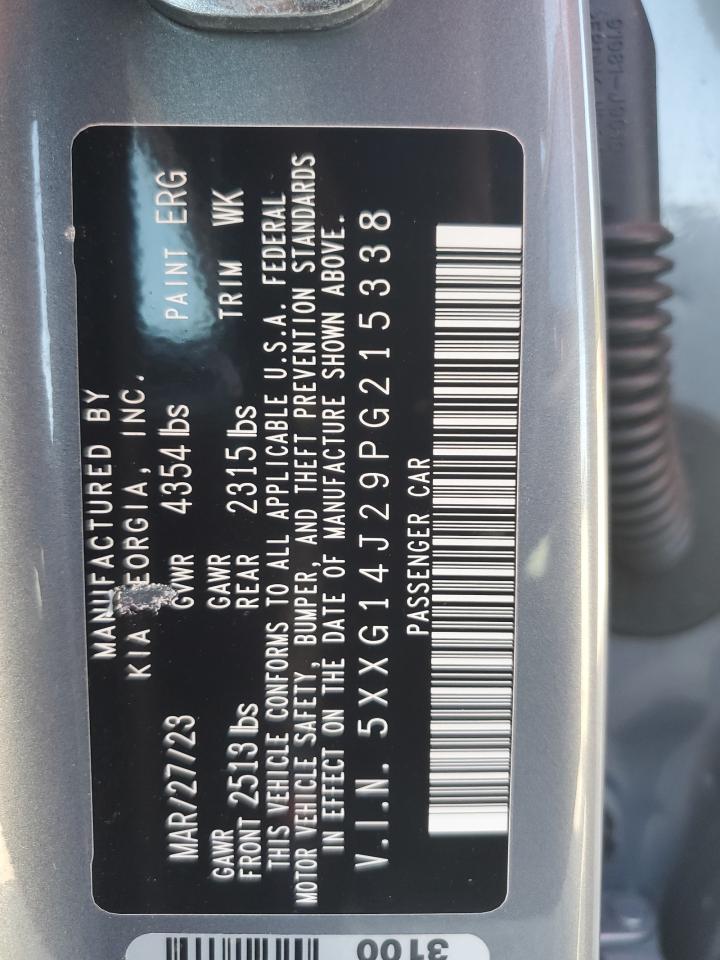 MANUFACTURED BY
KIA EORGIA, INC.
MAR/27/23 GVWR 4354 lbs PAINT ERG
GAWR GAWR
FRONT 2513 lbs REAR 2315 lbs TRIM WK
THIS VEHICLE CONFORMS TO ALL APPLICABLE U.S.A. FEDERAL
MOTOR VEHICLE SAFETY, BUMPER, AND THEFT PREVENTION STANDARDS
IN EFFECT ON THE DATE OF MANUFACTURE SHOWN ABOVE.
V.I.N. 5XXG14J29PG215338
PASSENGER CAR
3100